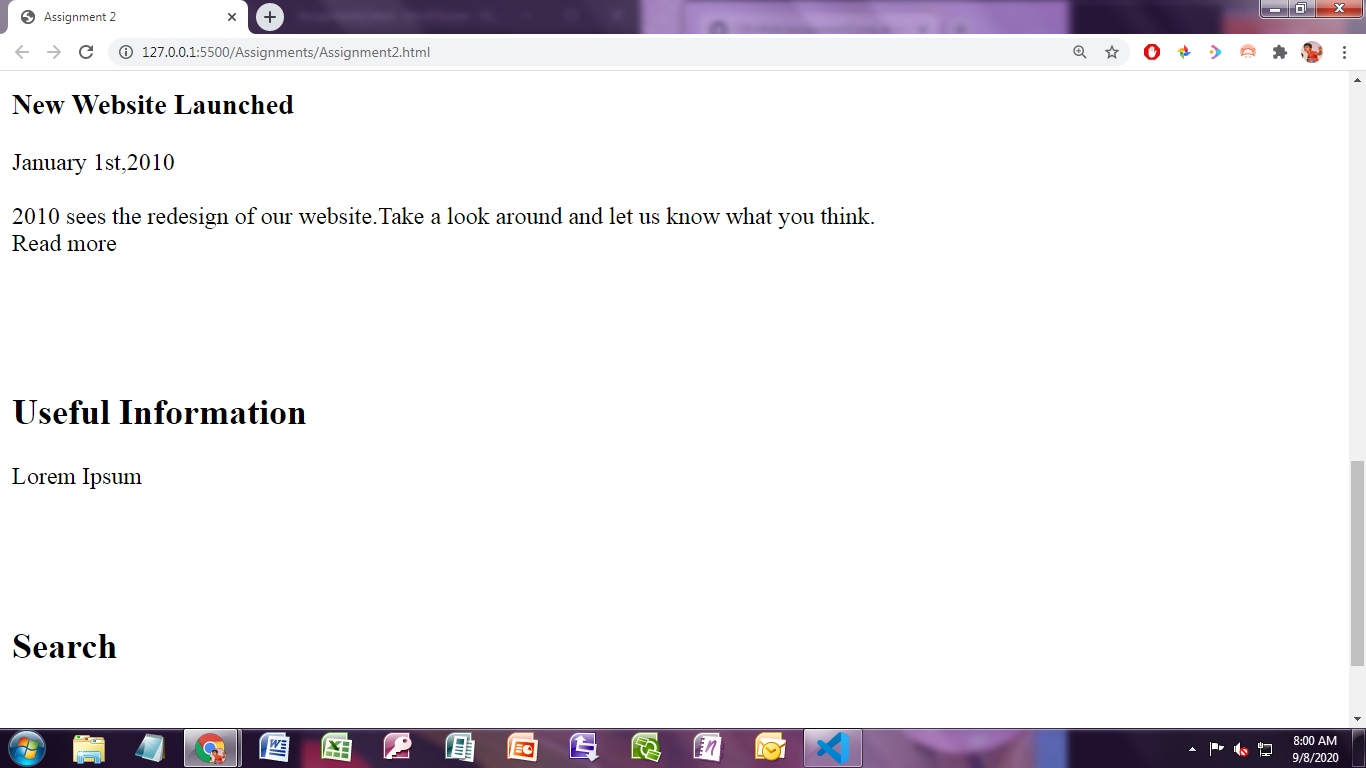 Assignment 2
127.0.0.1:5500/Assignments/Assignment2.html
New Website Launched
January 1st,2010
2010 sees the redesign of our website.Take a look around and let us know what you think.
Read more
Useful Information
Lorem Ipsum
Search
8:00 AM
9/8/2020